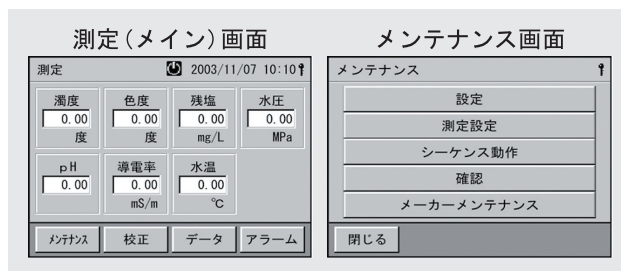 測定(メイン)画面
測定 2003/11/07 10:10
濁度 色度 残塩 水圧
0.00 0.00 0.00 0.00
度 度 mg/L MPa
pH 導電率 水温
0.00 0.00 0.00
mS/m ℃
メンテナンス 校正 データ アラーム
メンテナンス画面
メンテナンス
設定
測定設定
シーケンス動作
確認
メーカーメンテナンス
閉じる